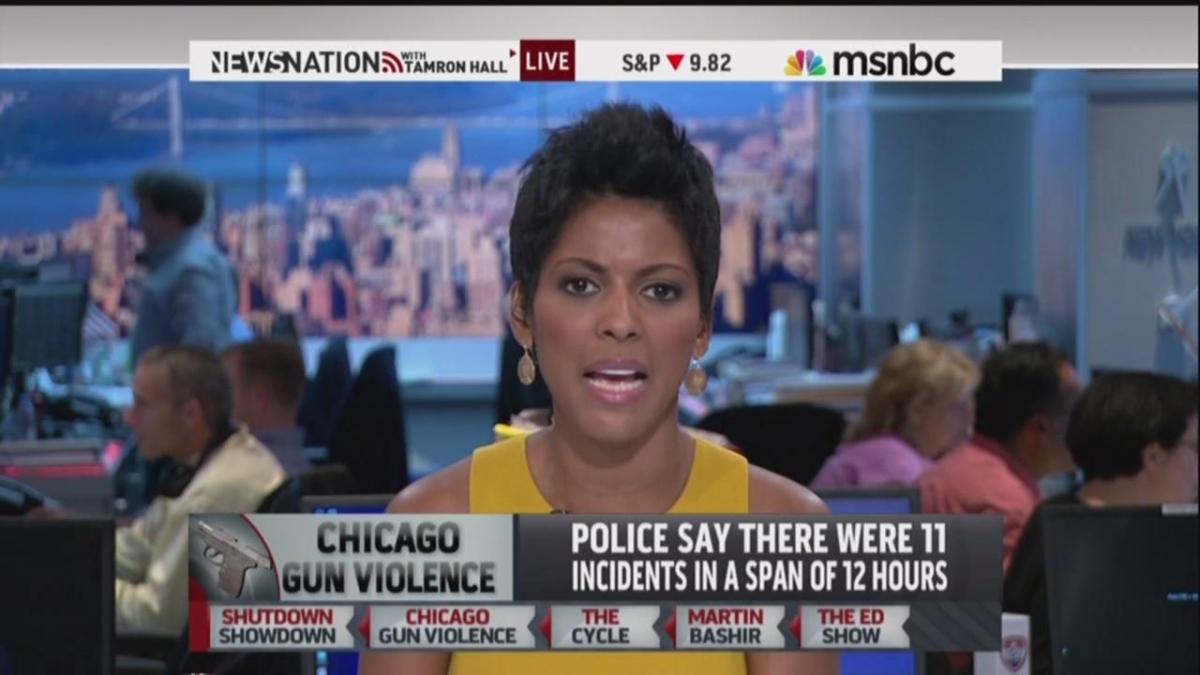 NEWSNATION WITH TAMRON HALL LIVE S&P ▼ 9.82 msnbc
CHICAGO
GUN VIOLENCE
POLICE SAY THERE WERE 11
INCIDENTS IN A SPAN OF 12 HOURS
SHUTDOWN
SHOWDOWN
CHICAGO
GUN VIOLENCE
THE
CYCLE
MARTIN
BASHIR
THE ED
SHOW